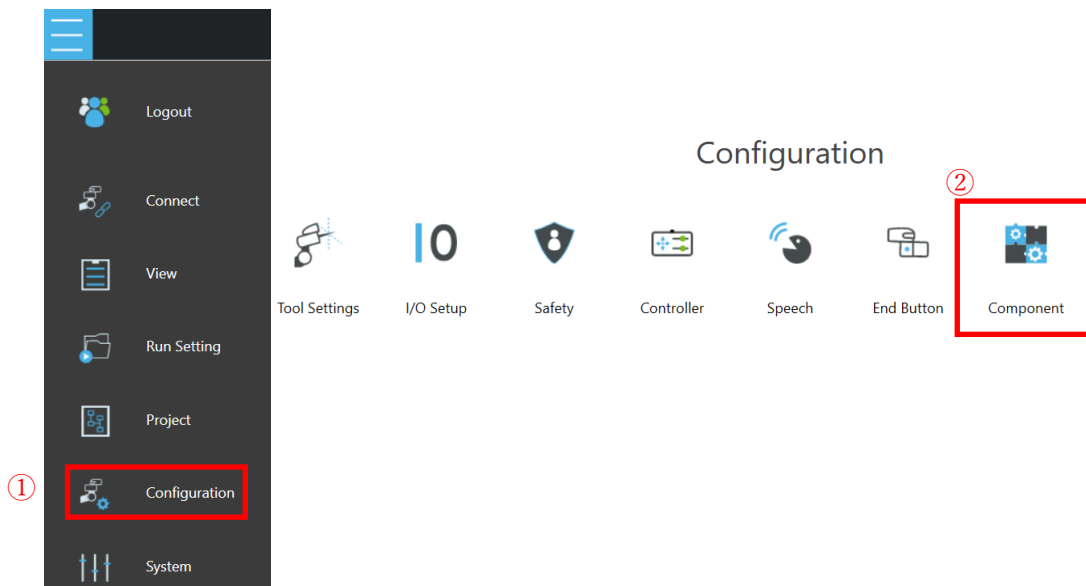 Logout
Connect
View
Run Setting
Project
①
Configuration
System
Configuration
②
Tool Settings
IO
I/O Setup
Safety
Controller
Speech
End Button
Component